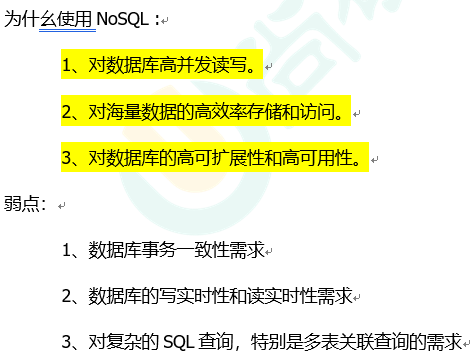 为什么使用 NoSQL：
1、对数据库高并发读写。
2、对海量数据的高效率存储和访问。
3、对数据库的高可扩展性和高可用性。
弱点：
1、数据库事务一致性需求
2、数据库的写实时性和读实时性需求
3、对复杂的 SQL 查询，特别是多表关联查询的需求